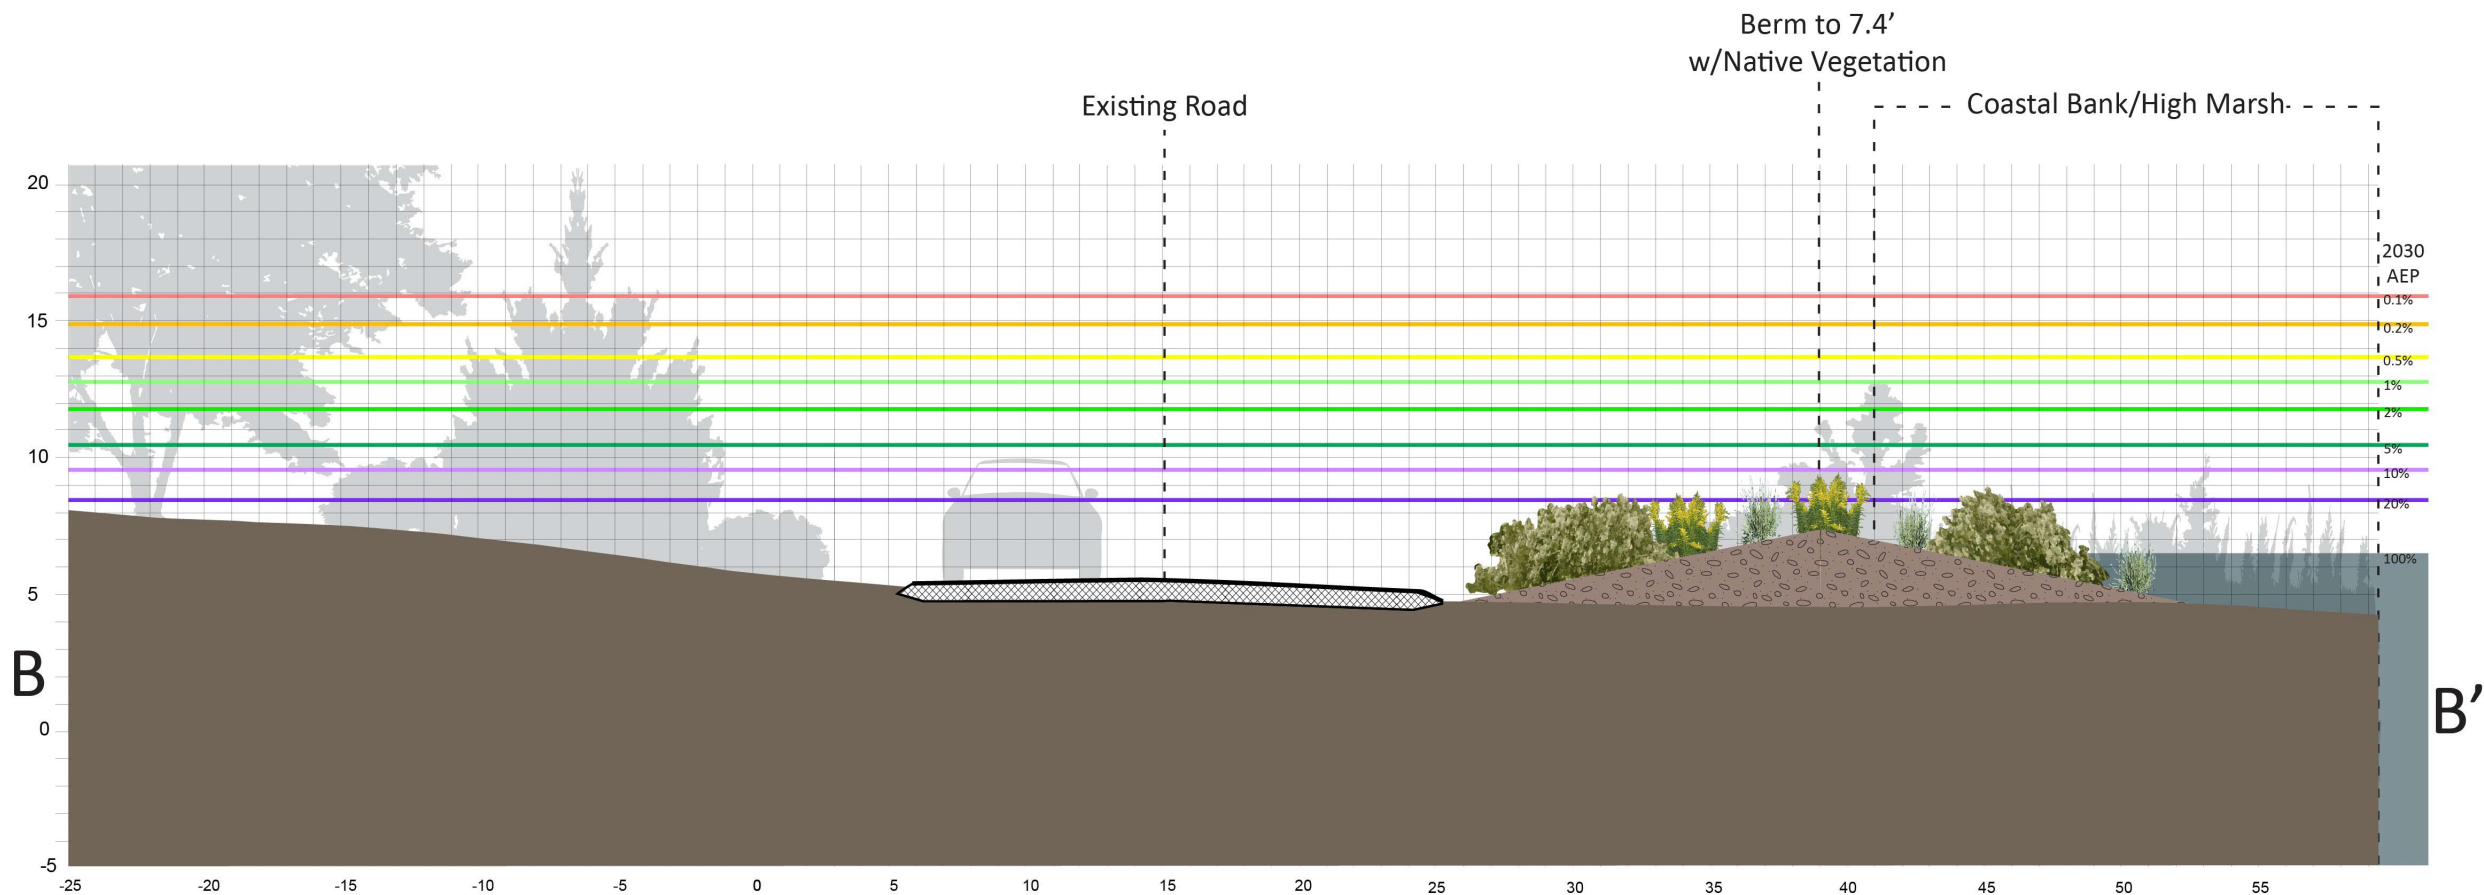 Berm to 7.4’
w/Native Vegetation
Existing Road
Coastal Bank/High Marsh
20
15
10
5
0
-5
2030
AEP
0.1%
0.2%
0.5%
1%
2%
5%
10%
20%
100%
B
B’
-25 -20 -15 -10 -5 0 5 10 15 20 25 30 35 40 45 50 55